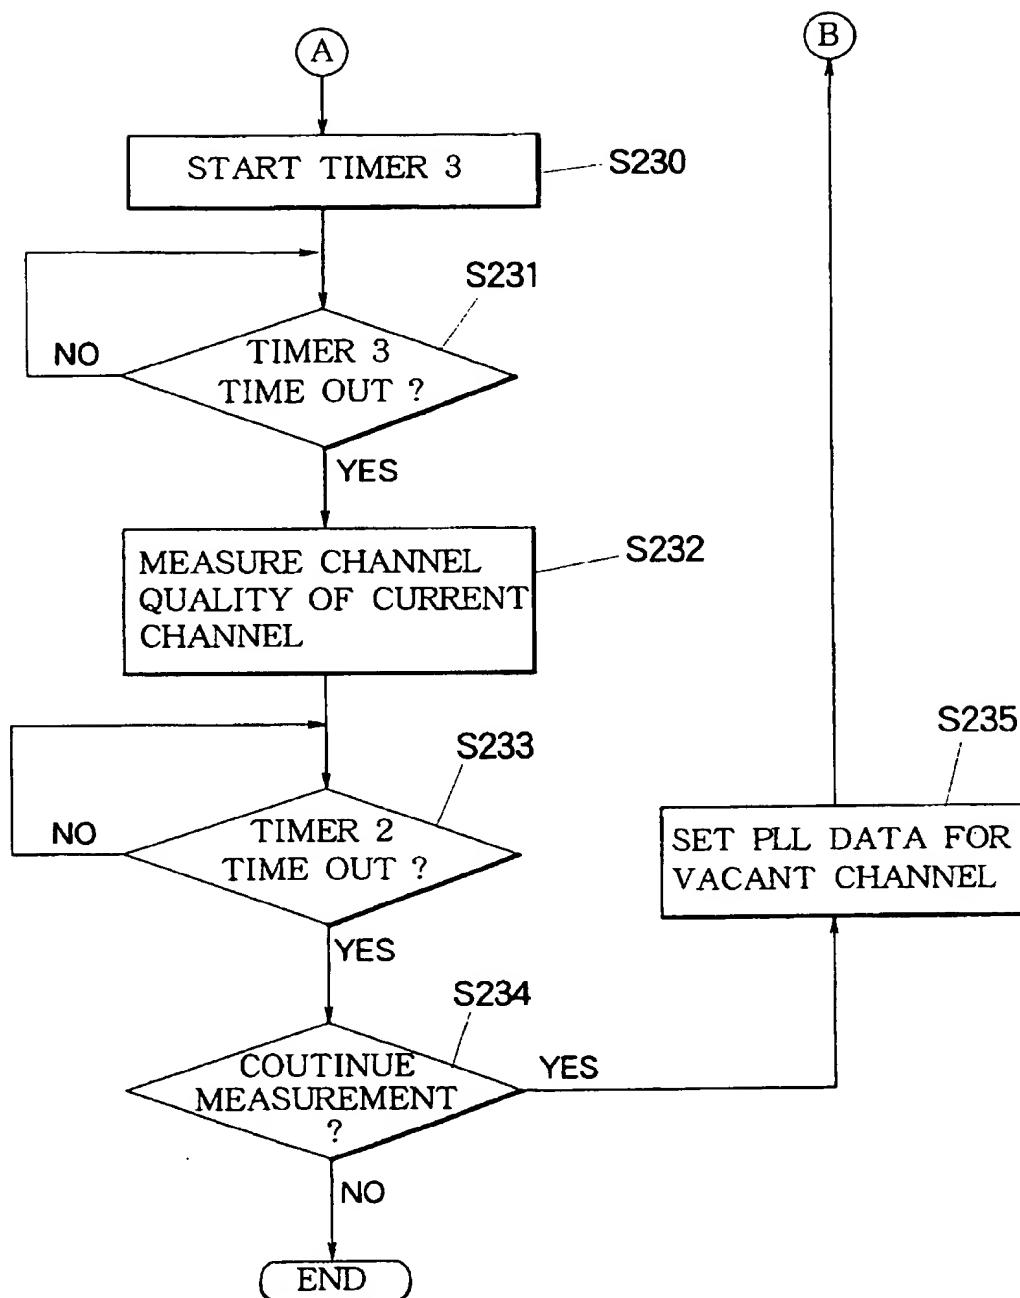 A
B
START TIMER 3
S230
S231
TIMER 3
TIME OUT ?
NO
YES
S232
MEASURE CHANNEL
QUALITY OF CURRENT
CHANNEL
S233
TIMER 2
TIME OUT ?
NO
YES
S235
SET PLL DATA FOR
VACANT CHANNEL
S234
COUTINUE
MEASUREMENT
?
YES
NO
END